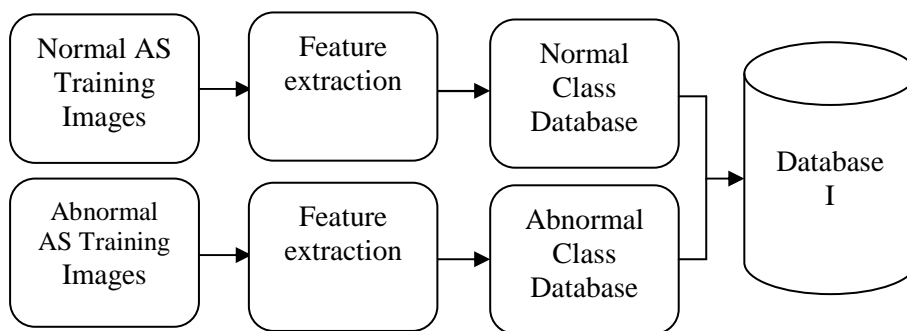 Normal AS
Training
Images
Feature
extraction
Normal
Class
Database
Abnormal
AS Training
Images
Feature
extraction
Abnormal
Class
Database
Database
I